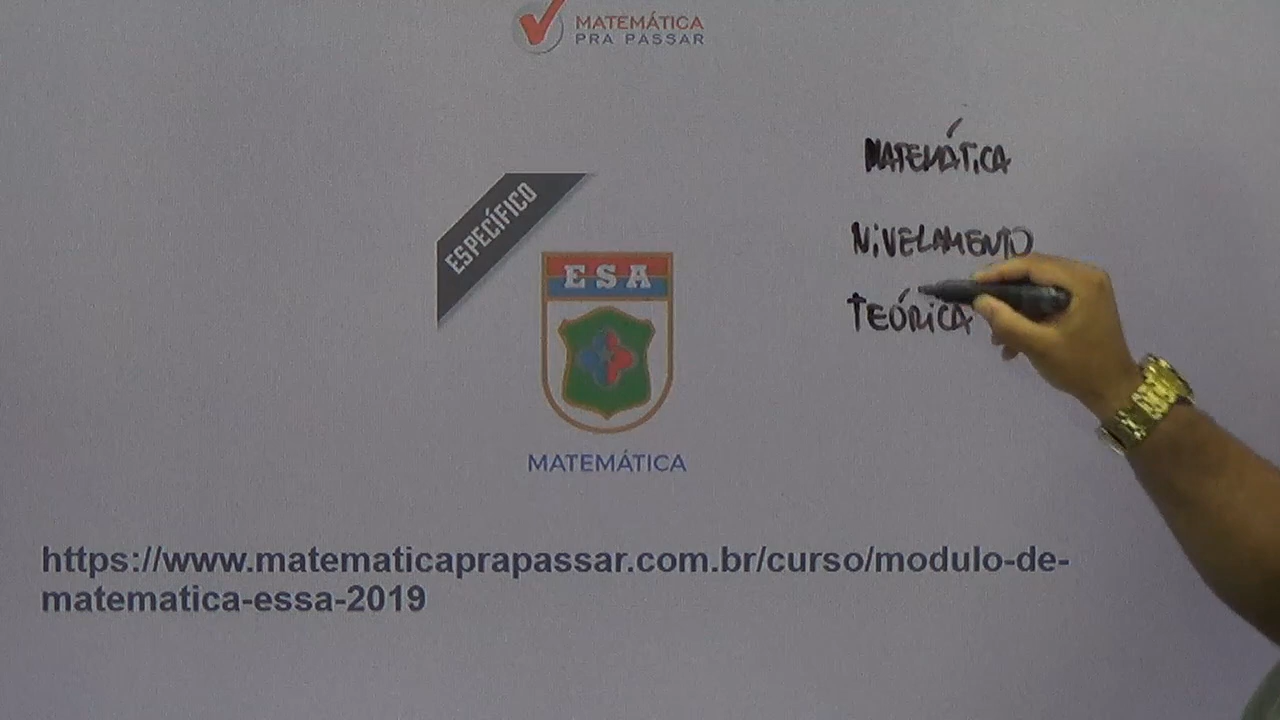 MATEMÁTICA
PRA PASSAR
MATEMÁTICA
NIVELAMENTO
TEÓRICA
ESPECÍFICO
ESA
MATEMÁTICA
https://www.matematicaprapassar.com.br/curso/modulo-de-
matematica-essa-2019